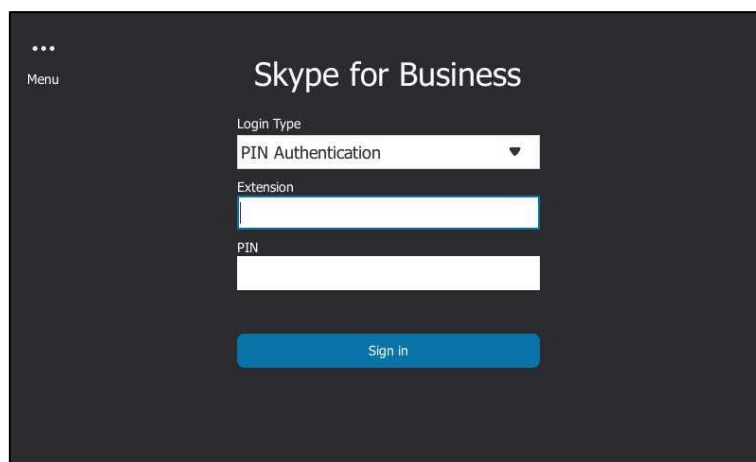 Menu
Skype for Business
Login Type
PIN Authentication
Extension
PIN
Sign in